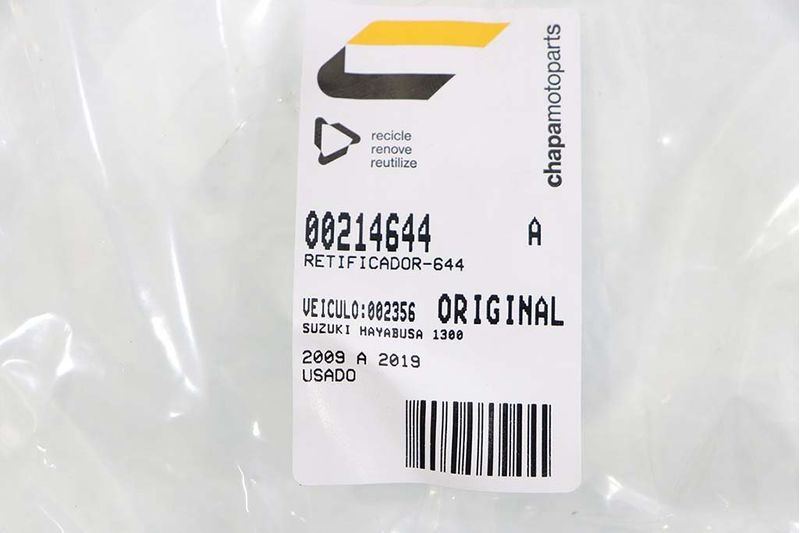 chapamotoparts
recicle
renove
reutilize
00214644 A
RETIFICADOR-644
VEICULO:002356 ORIGINAL
SUZUKI HAYABUSA 1300
2009 A 2019
USADO